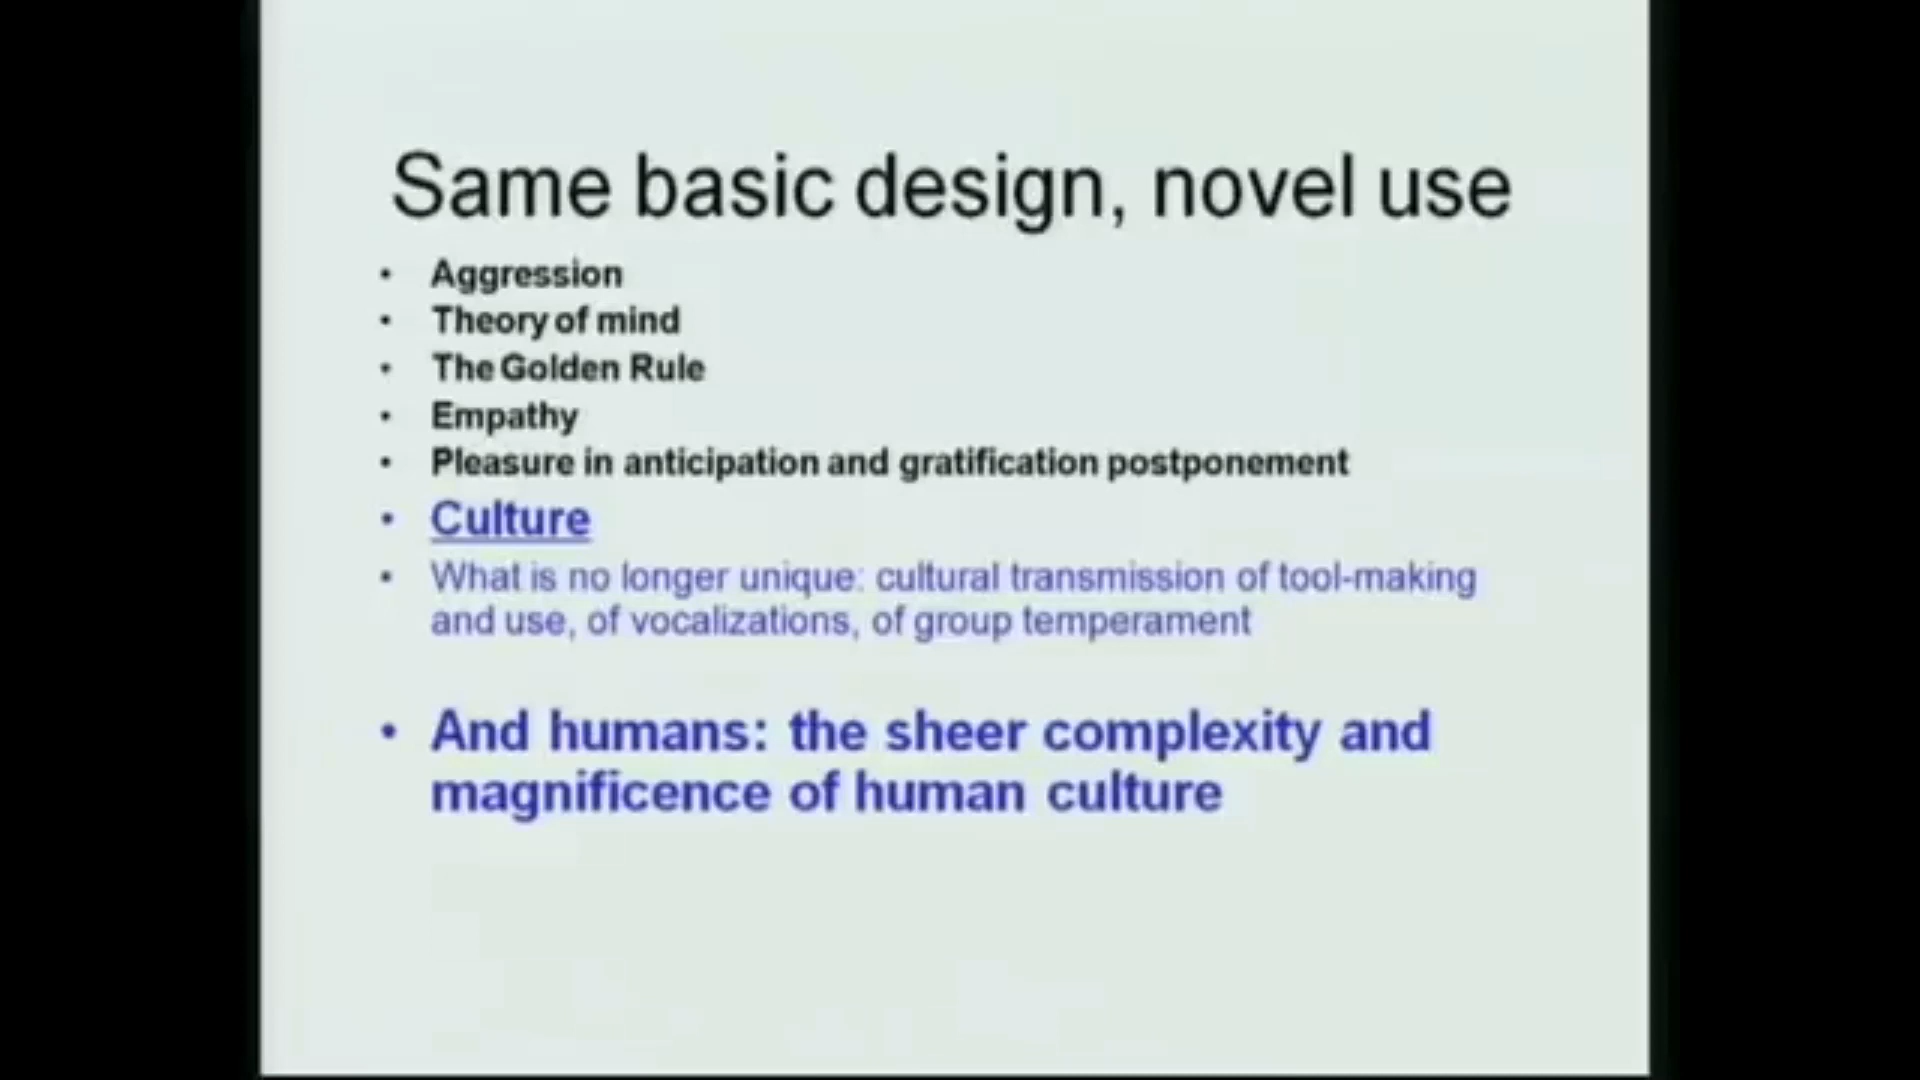 Same basic design, novel use
• Aggression
• Theory of mind
• The Golden Rule
• Empathy
• Pleasure in anticipation and gratification postponement
• Culture
• What is no longer unique: cultural transmission of tool-making
and use, of vocalizations, of group temperament
• And humans: the sheer complexity and
magnificence of human culture